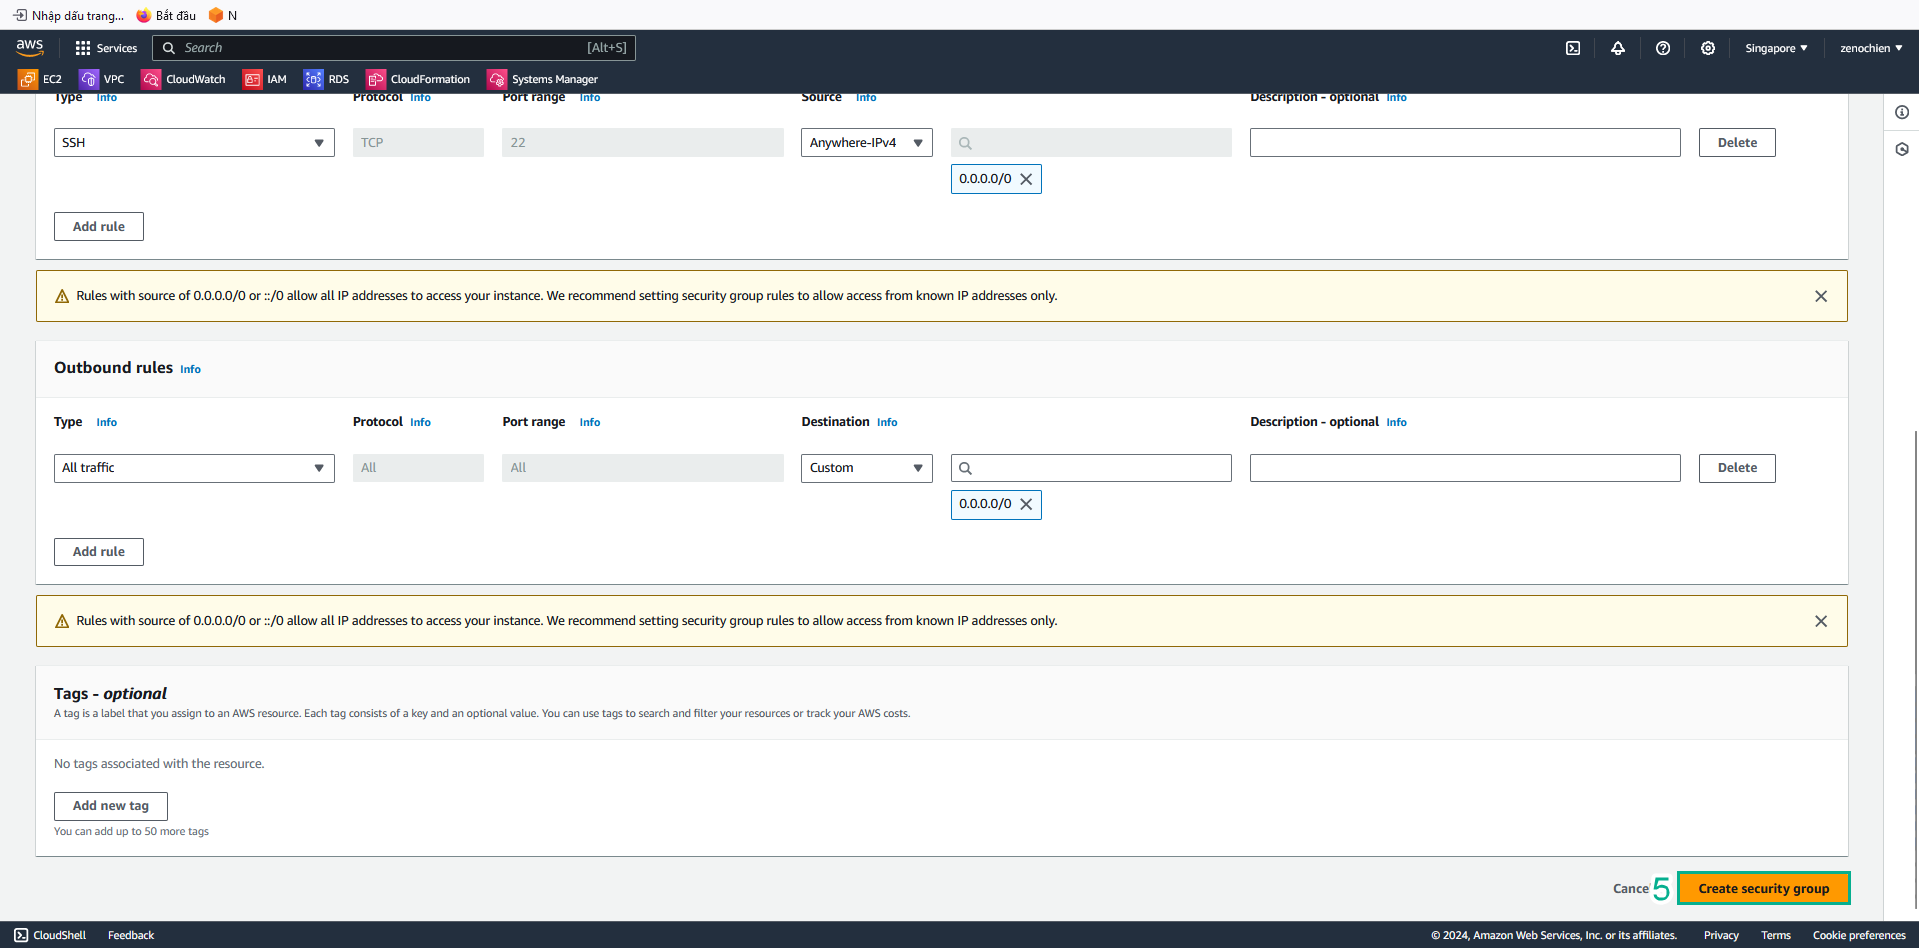 Nhập dấu trang... Bắt đầu N
aws Services Search [Alt+S] Singapore zenochien
EC2 VPC CloudWatch IAM RDS CloudFormation Systems Manager
Type Info Protocol Info Port range Info Source Info Description - optional Info
SSH TCP 22 Anywhere-IPv4 Delete
0.0.0.0/0
Add rule
Rules with source of 0.0.0.0/0 or ::/0 allow all IP addresses to access your instance. We recommend setting security group rules to allow access from known IP addresses only.
Outbound rules Info
Type Info Protocol Info Port range Info Destination Info Description - optional Info
All traffic All All Custom Delete
0.0.0.0/0
Add rule
Rules with source of 0.0.0.0/0 or ::/0 allow all IP addresses to access your instance. We recommend setting security group rules to allow access from known IP addresses only.
Tags - optional
A tag is a label that you assign to an AWS resource. Each tag consists of a key and an optional value. You can use tags to search and filter your resources or track your AWS costs.
No tags associated with the resource.
Add new tag
You can add up to 50 more tags
Cance 5 Create security group
CloudShell Feedback © 2024, Amazon Web Services, Inc. or its affiliates. Privacy Terms Cookie preferences